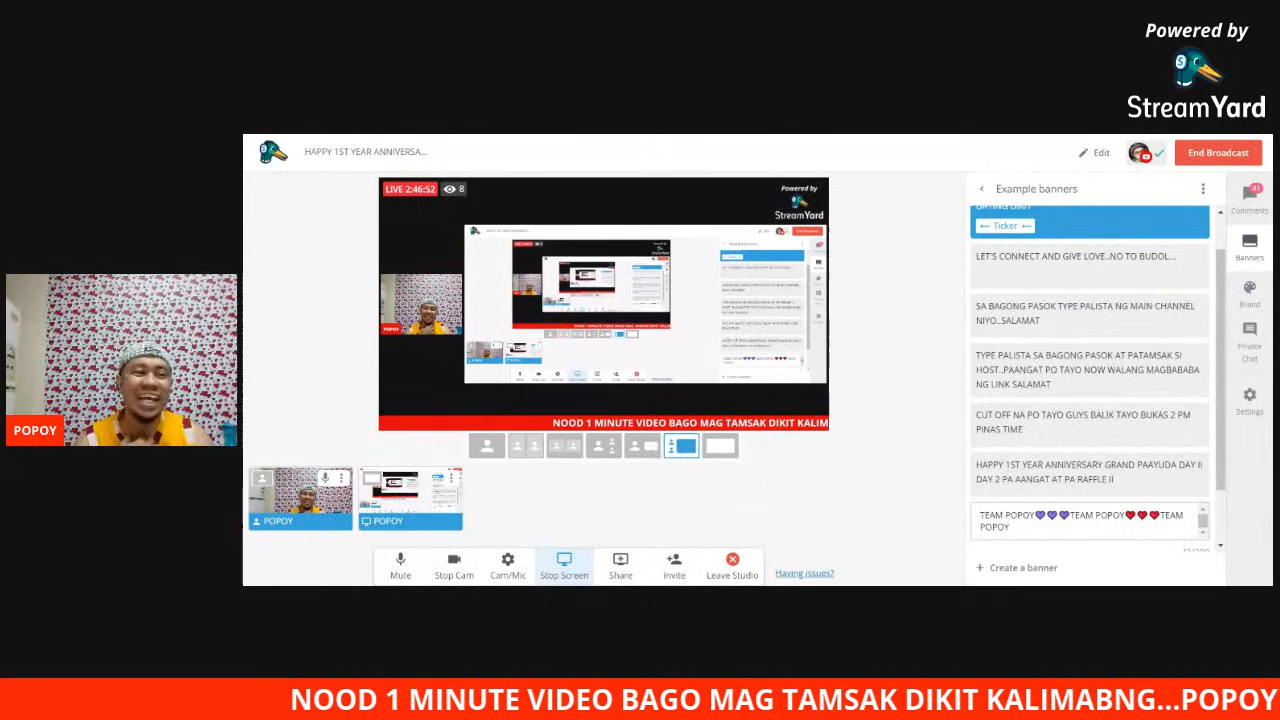 Powered by
StreamYard
HAPPY 1ST YEAR ANNIVERSA...
Edit
End Broadcast
LIVE 2:46:52
8
Powered by
StreamYard
POPOY
NOOD 1 MINUTE VIDEO BAGO MAG TAMSAK DIKIT KALIM
Example banners
Ticker
LET'S CONNECT AND GIVE LOVE..NO TO BUDOL...
SA BAGONG PASOK TYPE PALISTA NG MAIN CHANNEL
NIYO..SALAMAT
TYPE PALISTA SA BAGONG PASOK AT PATAMSAK SI
HOST..PAANGAT PO TAYO NOW WALANG MAGBABABA
NG LINK SALAMAT
CUT OFF NA PO TAYO GUYS BALIK TAYO BUKAS 2 PM
PINAS TIME
HAPPY 1ST YEAR ANNIVERSARY GRAND PAAYUDA DAY II
DAY 2 PA AANGAT AT PA RAFFLE II
TEAM POPOY💜💜💜TEAM POPOY❤❤❤TEAM
POPOY
Create a banner
41
Comments
Banners
Brand
Private
Chat
Settings
POPOY
POPOY
POPOY
Mute
Stop Cam
Cam/Mic
Stop Screen
Share
Invite
Leave Studio
Having issues?
NOOD 1 MINUTE VIDEO BAGO MAG TAMSAK DIKIT KALIMABNG...POPOY